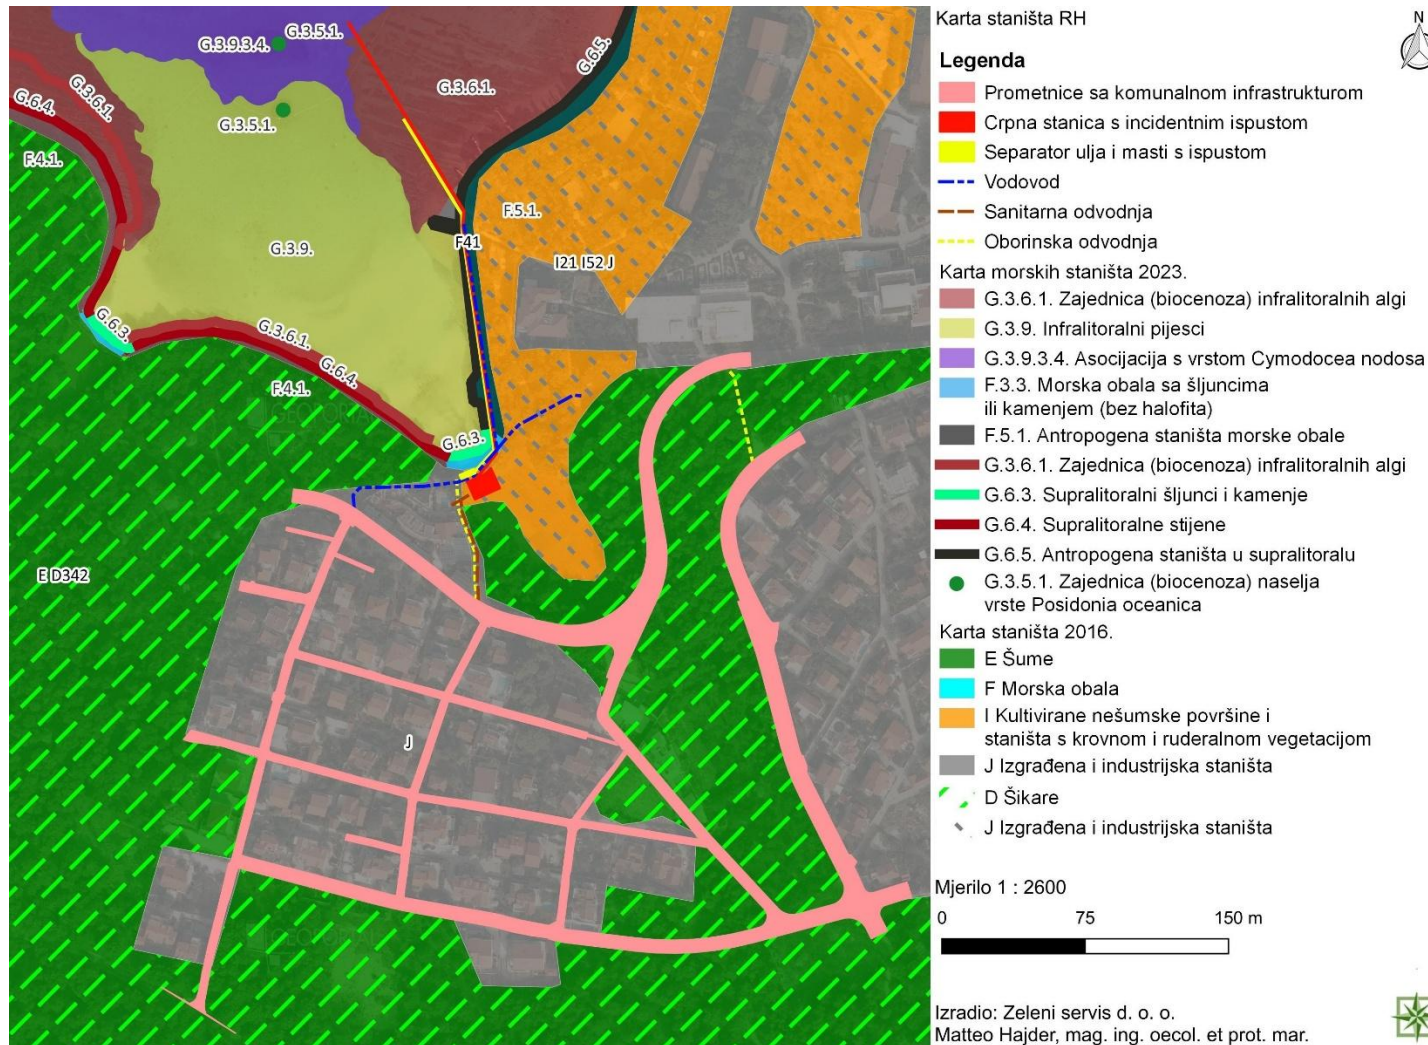 G.3.5.1.
G.3.9.3.4.
G.6.5.
G.3.6.1.
G.3.6.1.
G.6.4.
G.3.5.1.
F.4.1.
F.5.1.
G.3.9.
F41
I21 I52 J
G.6.3.
G.3.6.1.
G.6.4.
F.4.1.
G.6.3.
E D342
J
Karta staništa RH
N
Legenda
Prometnice sa komunalnom infrastrukturom
Crpna stanica s incidentnim ispustom
Separator ulja i masti s ispustom
Vodovod
Sanitarna odvodnja
Oborinska odvodnja
Karta morskih staništa 2023.
G.3.6.1. Zajednica (biocenoza) infralitoralnih algi
G.3.9. Infralitoralni pijesci
G.3.9.3.4. Asocijacija s vrstom Cymodocea nodosa
F.3.3. Morska obala sa šljuncima
ili kamenjem (bez halofita)
F.5.1. Antropogena staništa morske obale
G.3.6.1. Zajednica (biocenoza) infralitoralnih algi
G.6.3. Supralitoralni šljunci i kamenje
G.6.4. Supralitoralne stijene
G.6.5. Antropogena staništa u supralitoralu
G.3.5.1. Zajednica (biocenoza) naselja
vrste Posidonia oceanica
Karta staništa 2016.
E Šume
F Morska obala
I Kultivirane nešumske površine i
staništa s krovnom i ruderalnom vegetacijom
J Izgrađena i industrijska staništa
D Šikare
J Izgrađena i industrijska staništa
Mjerilo 1 : 2600
0 75 150 m
Izradio: Zeleni servis d. o. o.
Matteo Hajder, mag. ing. oecol. et prot. mar.